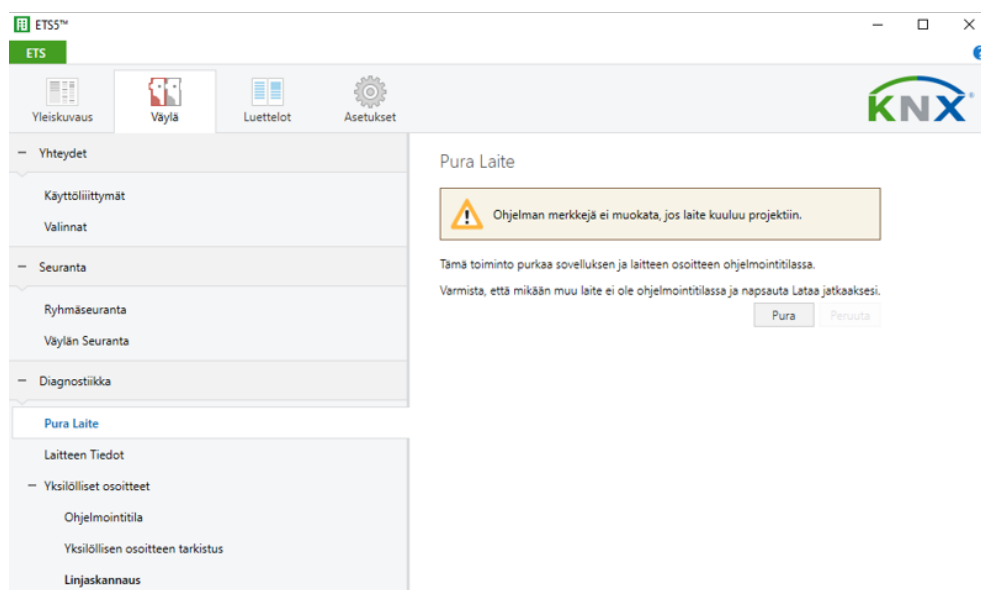 ETS5™
ETS
Yleiskuvaus
Väylä
Luettelot
Asetukset
KNX®
Yhteydet
Käyttöliiittymät
Valinnat
Seuranta
Ryhmäseuranta
Väylän Seuranta
Diagnostiikka
Pura Laite
Laitteen Tiedot
Yksilölliset osoitteet
Ohjelmointitila
Yksilöllisen osoitteen tarkistus
Linjaskannaus
Pura Laite
Ohjelman merkkejä ei muokata, jos laite kuuluu projektiin.
Tämä toiminto purkaa sovelluksen ja laitteen osoitteen ohjelmointitilassa.
Varmista, että mikään muu laite ei ole ohjelmointitilassa ja napsauta Lataa jatkaaksesi.
Pura
Peruuta